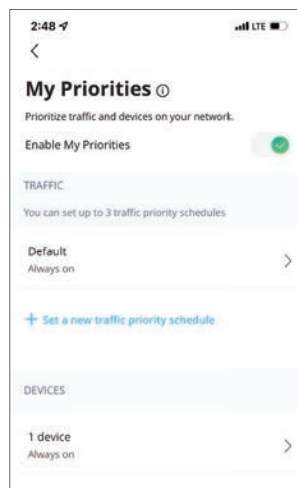 2:48
LTE
My Priorities
Prioritize traffic and devices on your network.
Enable My Priorities
TRAFFIC
You can set up to 3 traffic priority schedules
Default
Always on
+ Set a new traffic priority schedule
DEVICES
1 device
Always on